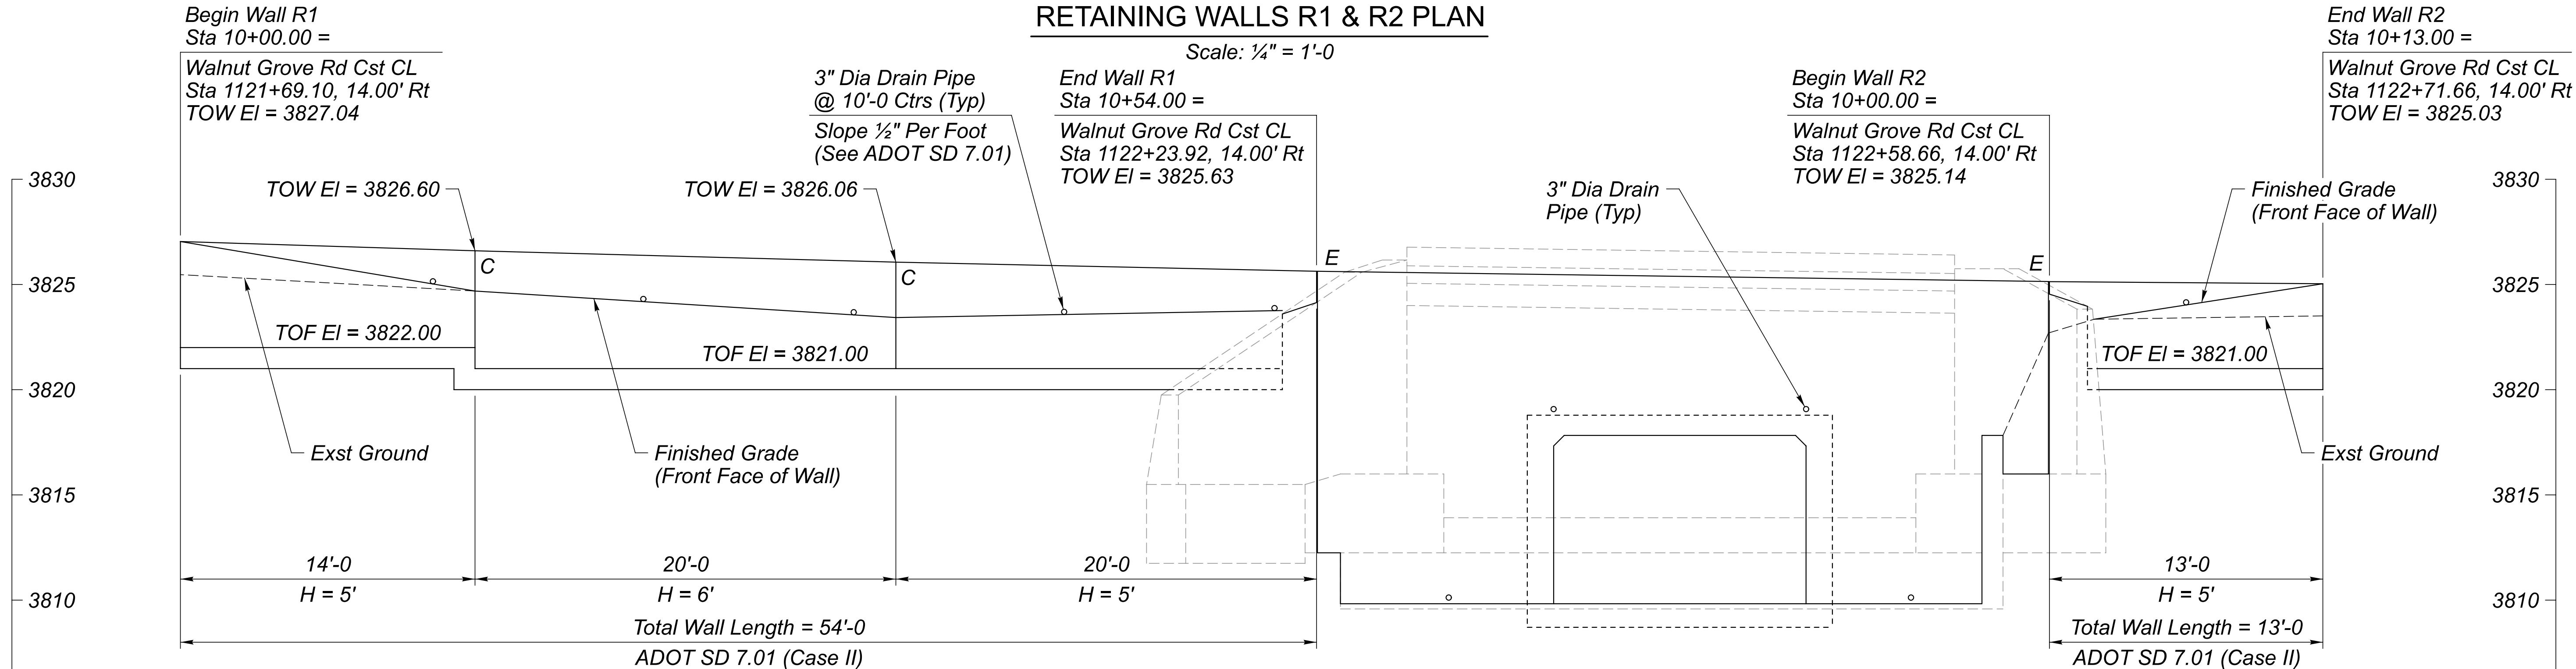 RETAINING WALLS R1 & R2 PLAN
Scale: ¼" = 1'-0
Begin Wall R1
Sta 10+00.00 =
Walnut Grove Rd Cst CL
Sta 1121+69.10, 14.00' Rt
TOW El = 3827.04
3" Dia Drain Pipe
@ 10'-0 Ctrs (Typ)
Slope ½" Per Foot
(See ADOT SD 7.01)
End Wall R1
Sta 10+54.00 =
Walnut Grove Rd Cst CL
Sta 1122+23.92, 14.00' Rt
TOW El = 3825.63
Begin Wall R2
Sta 10+00.00 =
Walnut Grove Rd Cst CL
Sta 1122+58.66, 14.00' Rt
TOW El = 3825.14
End Wall R2
Sta 10+13.00 =
Walnut Grove Rd Cst CL
Sta 1122+71.66, 14.00' Rt
TOW El = 3825.03
3830
TOW El = 3826.60
TOW El = 3826.06
3" Dia Drain
Pipe (Typ)
Finished Grade
(Front Face of Wall)
3830
C
C
E
E
3825
3825
TOF El = 3822.00
TOF El = 3821.00
TOF El = 3821.00
3820
3820
Exst Ground
Finished Grade
(Front Face of Wall)
Exst Ground
3815
3815
14'-0
H = 5'
20'-0
H = 6'
20'-0
H = 5'
13'-0
H = 5'
3810
3810
Total Wall Length = 54'-0
ADOT SD 7.01 (Case II)
Total Wall Length = 13'-0
ADOT SD 7.01 (Case II)